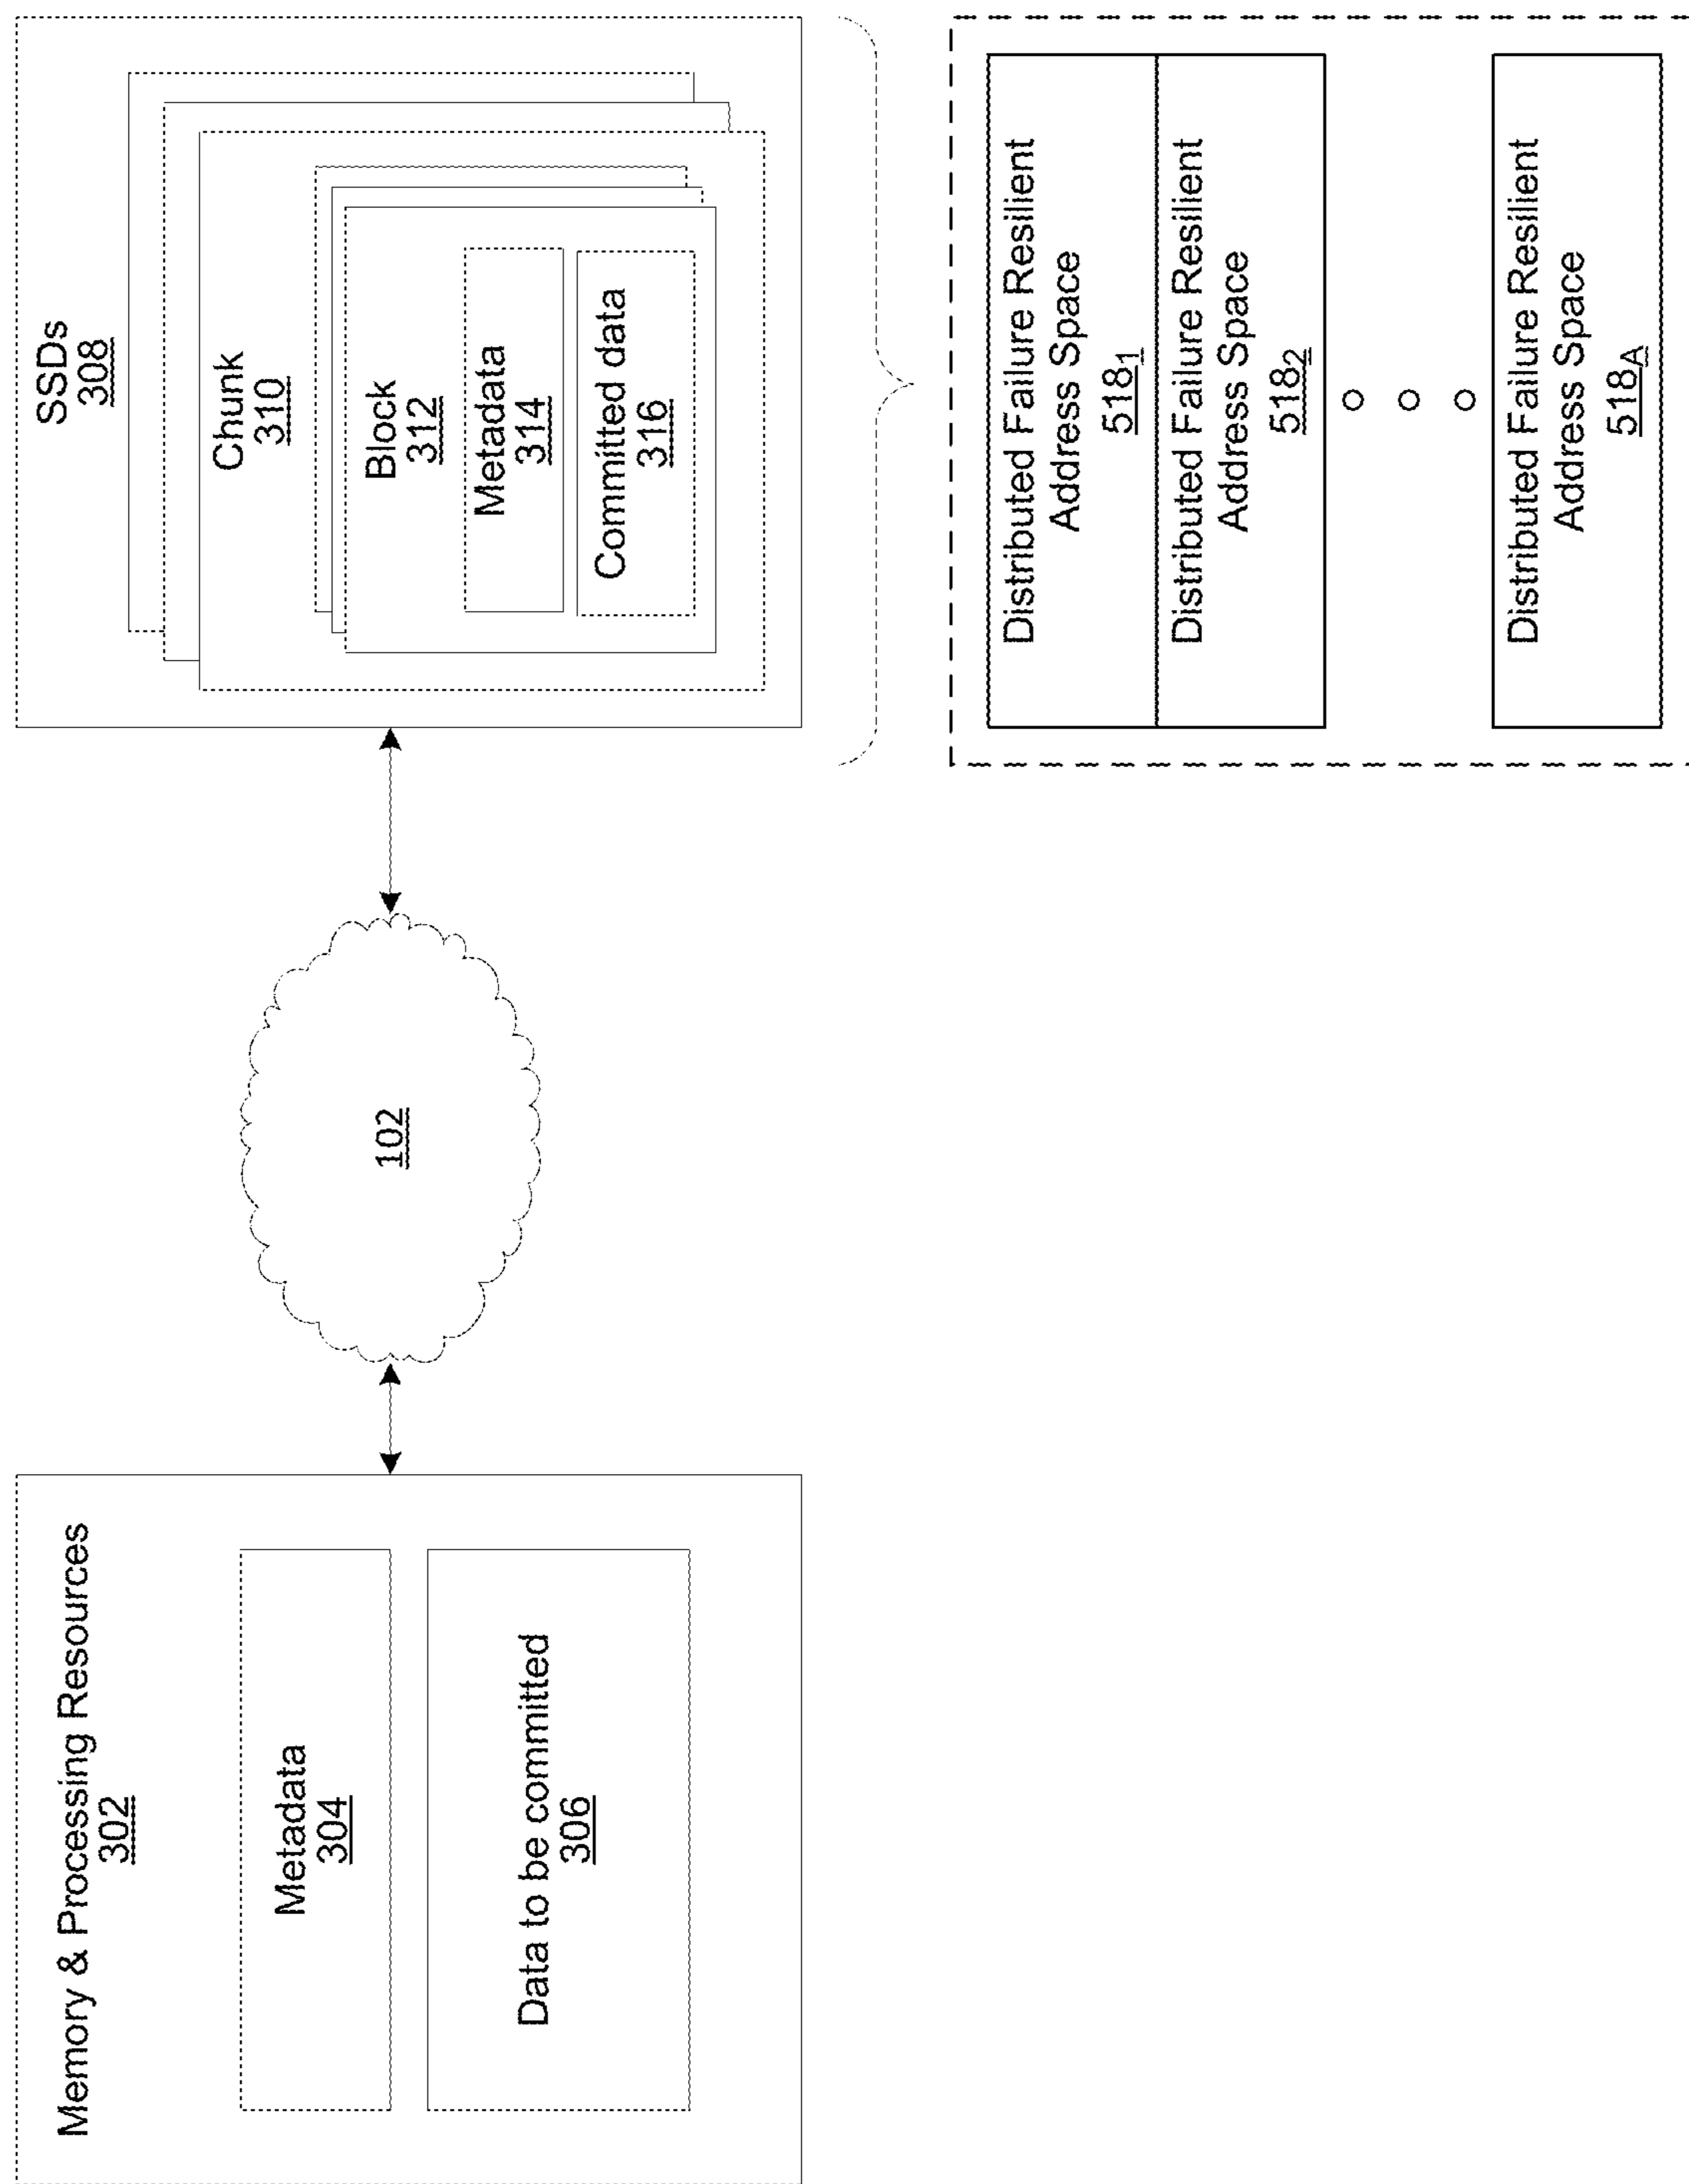 Memory & Processing Resources
302
Metadata
304
Data to be committed
306
102
SSDs
308
Chunk
310
Block
312
Metadata
314
Committed data
316
Distributed Failure Resilient
Address Space
518₁
Distributed Failure Resilient
Address Space
518₂
Distributed Failure Resilient
Address Space
518A